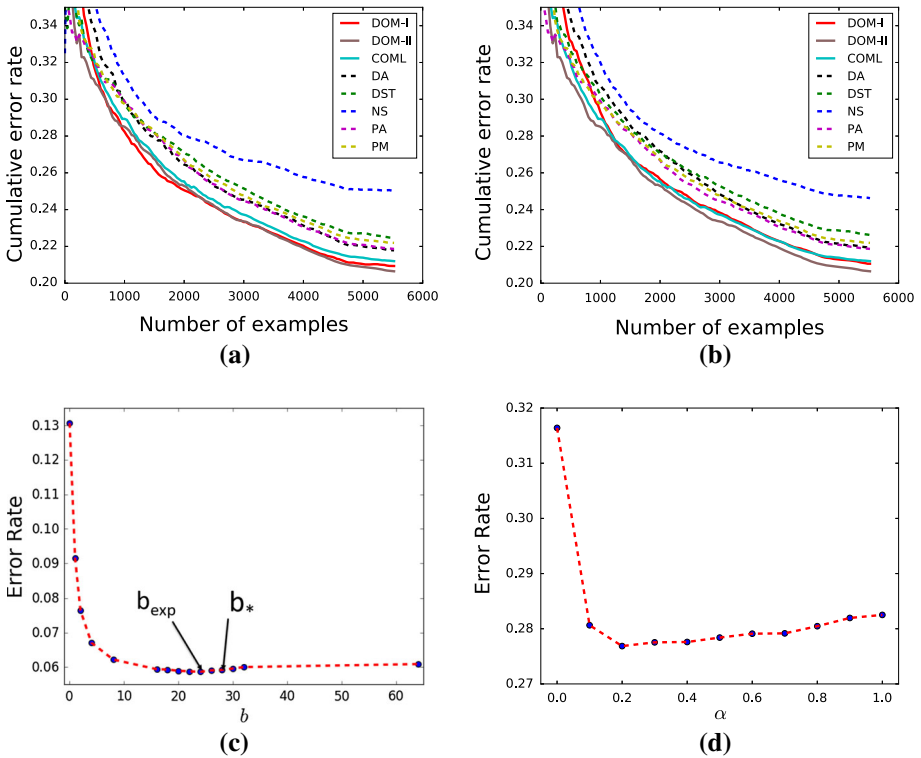 0.34
0.32
0.30
0.28
0.26
0.24
0.22
0.20
Cumulative error rate
0 1000 2000 3000 4000 5000 6000
Number of examples
DOM-I
DOM-II
COML
DA
DST
NS
PA
PM
(a)
0.34
0.32
0.30
0.28
0.26
0.24
0.22
0.20
Cumulative error rate
0 1000 2000 3000 4000 5000 6000
Number of examples
DOM-I
DOM-II
COML
DA
DST
NS
PA
PM
(b)
0.13
0.12
0.11
0.10
0.09
0.08
0.07
0.06
Error Rate
b_exp b_*
0 10 20 30 40 50 60
b
(c)
0.32
0.31
0.30
0.29
0.28
0.27
Error Rate
0.0 0.2 0.4 0.6 0.8 1.0
α
(d)